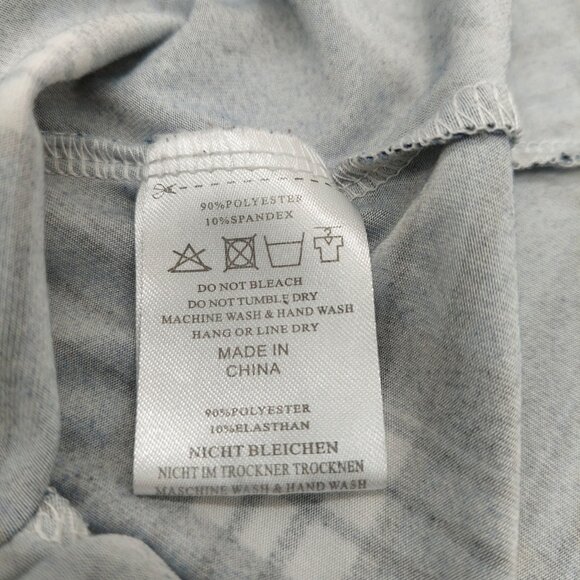 90%POLYESTER
10%SPANDEX
DO NOT BLEACH
DO NOT TUMBLE DRY
MACHINE WASH & HAND WASH
HANG OR LINE DRY
MADE IN
CHINA
90%POLYESTER
10%ELASTHAN
NICHT BLEICHEN
NICHT IM TROCKNER TROCKNEN
MASCHINE WASH & HAND WASH